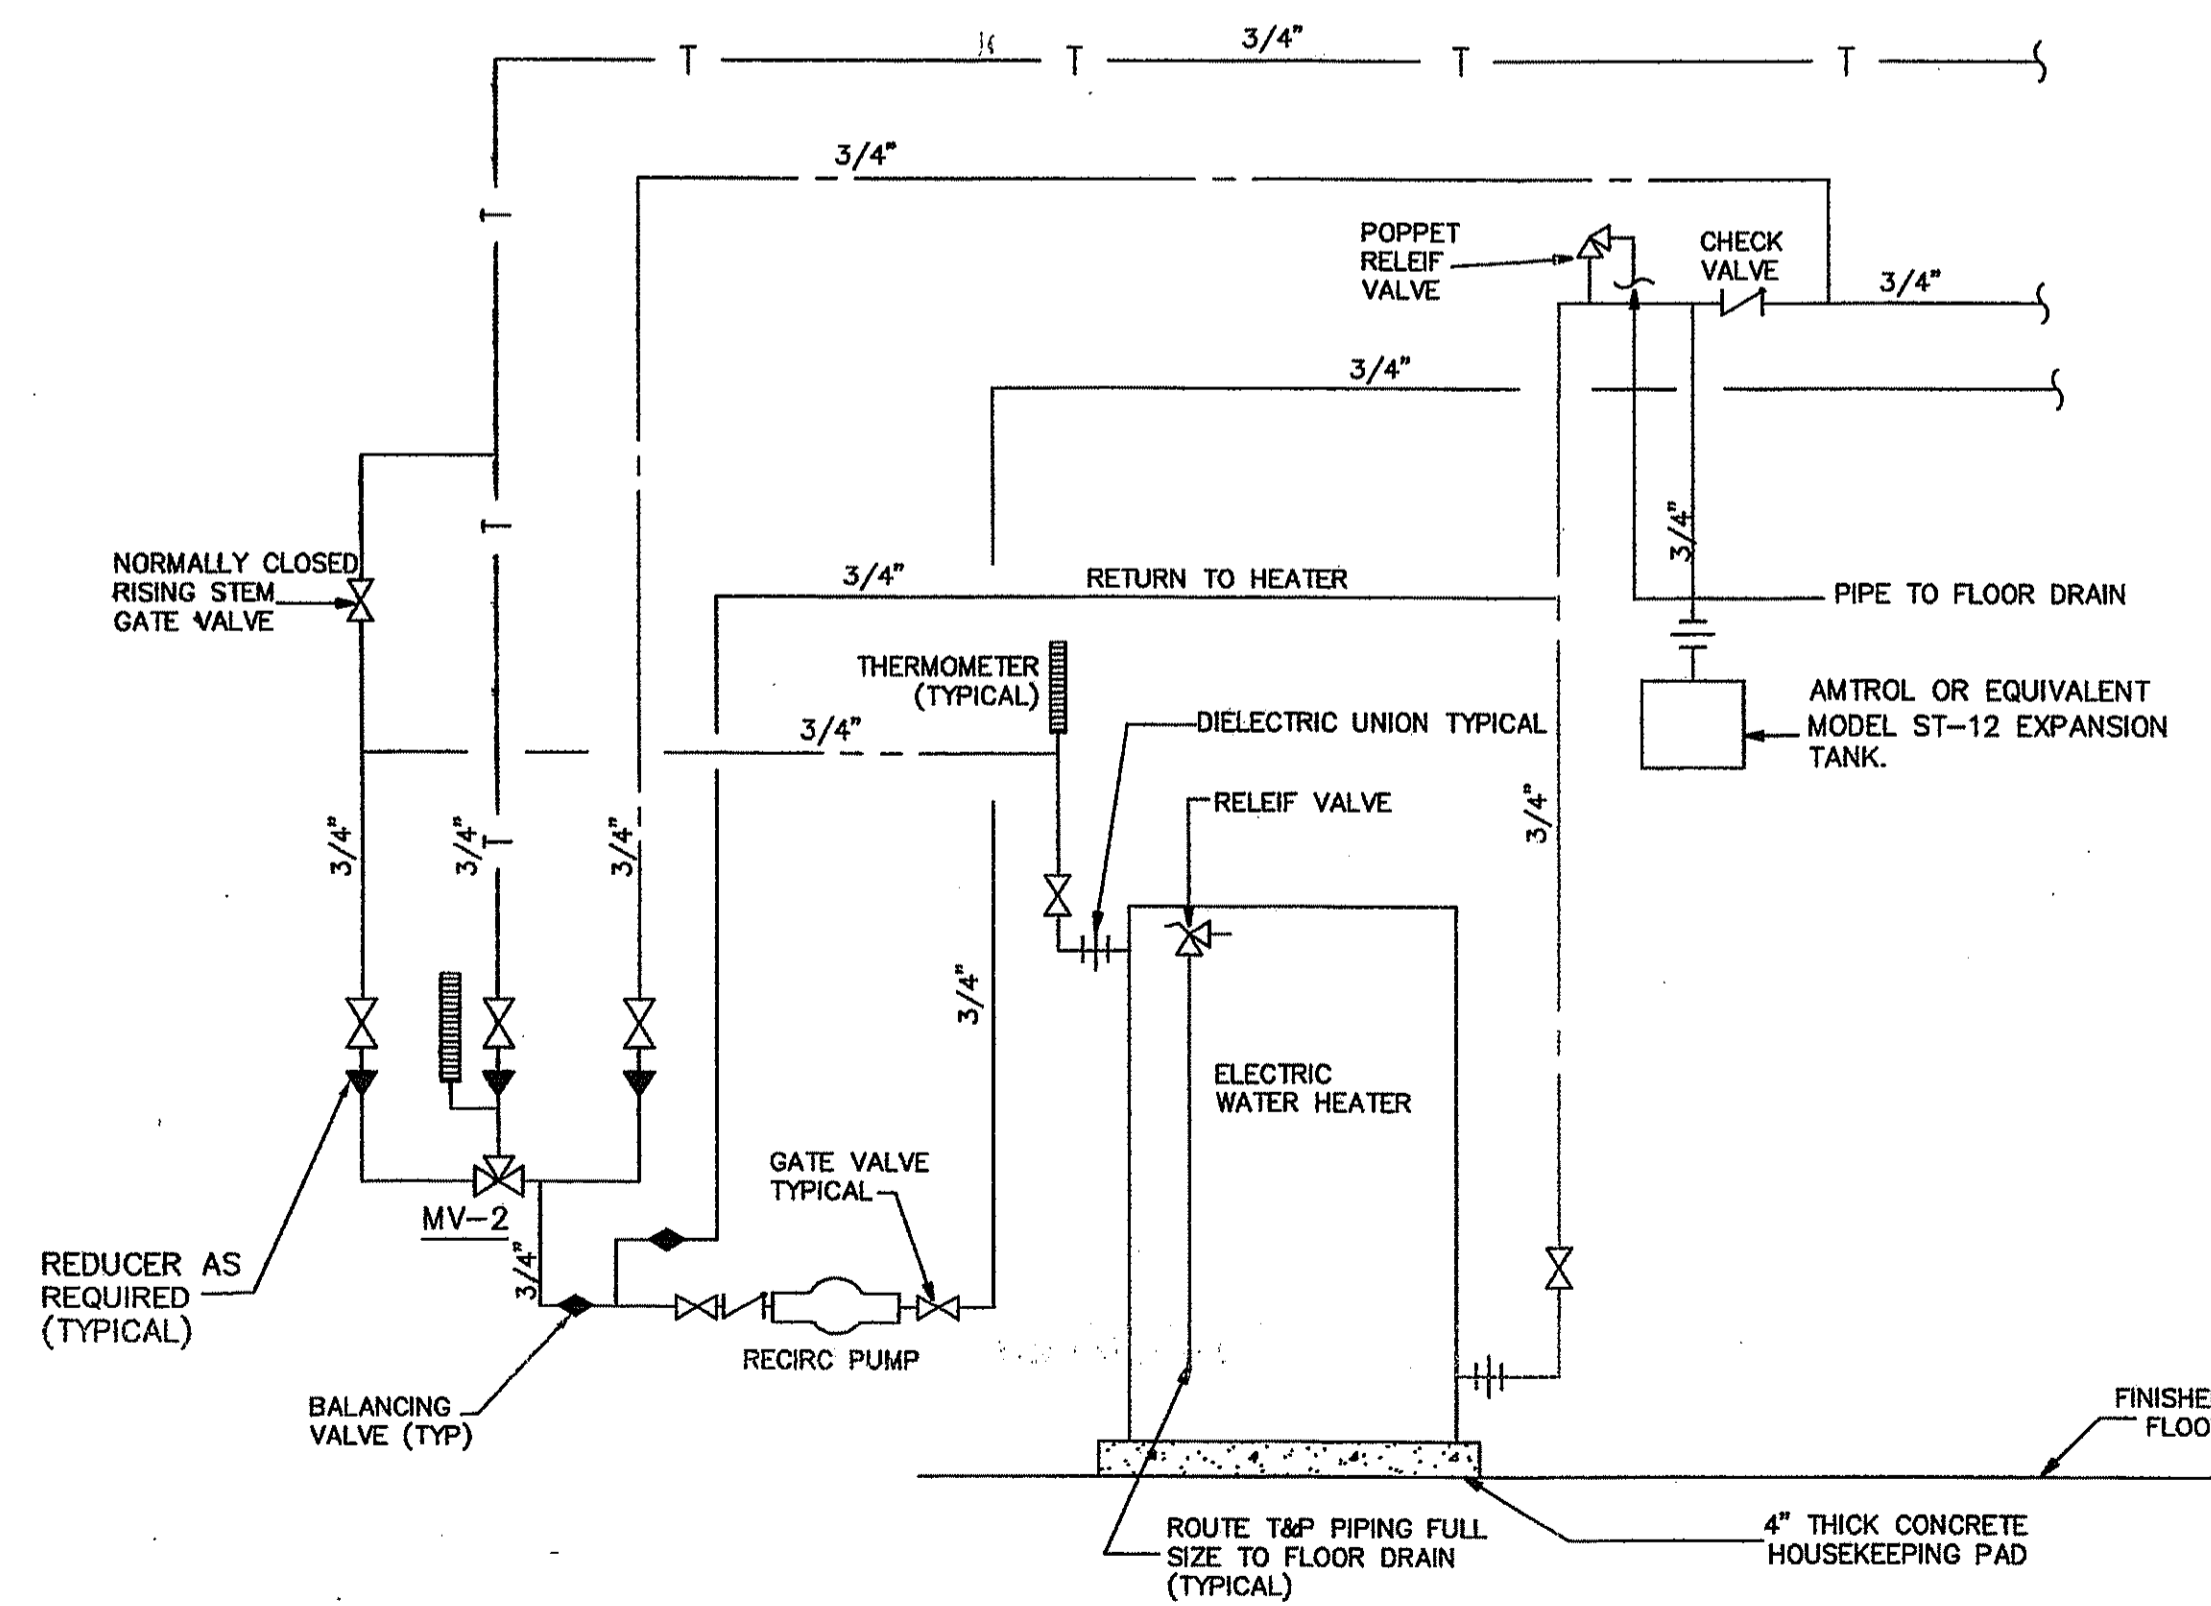 T T 3/4" T T
3/4"
POPPET
RELEIF
VALVE
CHECK
VALVE
3/4"
3/4"
T
T
3/4"
NORMALLY CLOSED
RISING STEM
GATE VALVE
3/4"
RETURN TO HEATER
PIPE TO FLOOR DRAIN
THERMOMETER
(TYPICAL)
3/4"
DIELECTRIC UNION TYPICAL
AMTROL OR EQUIVALENT
MODEL ST-12 EXPANSION
TANK.
RELEIF VALVE
3/4"
3/4"
3/4"
T
3/4"
3/4"
ELECTRIC
WATER HEATER
GATE VALVE
TYPICAL
MV-2
3/4"
REDUCER AS
REQUIRED
(TYPICAL)
RECIRC PUMP
BALANCING
VALVE (TYP)
FINISHE
FLOO
ROUTE T&P PIPING FULL
SIZE TO FLOOR DRAIN
(TYPICAL)
4" THICK CONCRETE
HOUSEKEEPING PAD